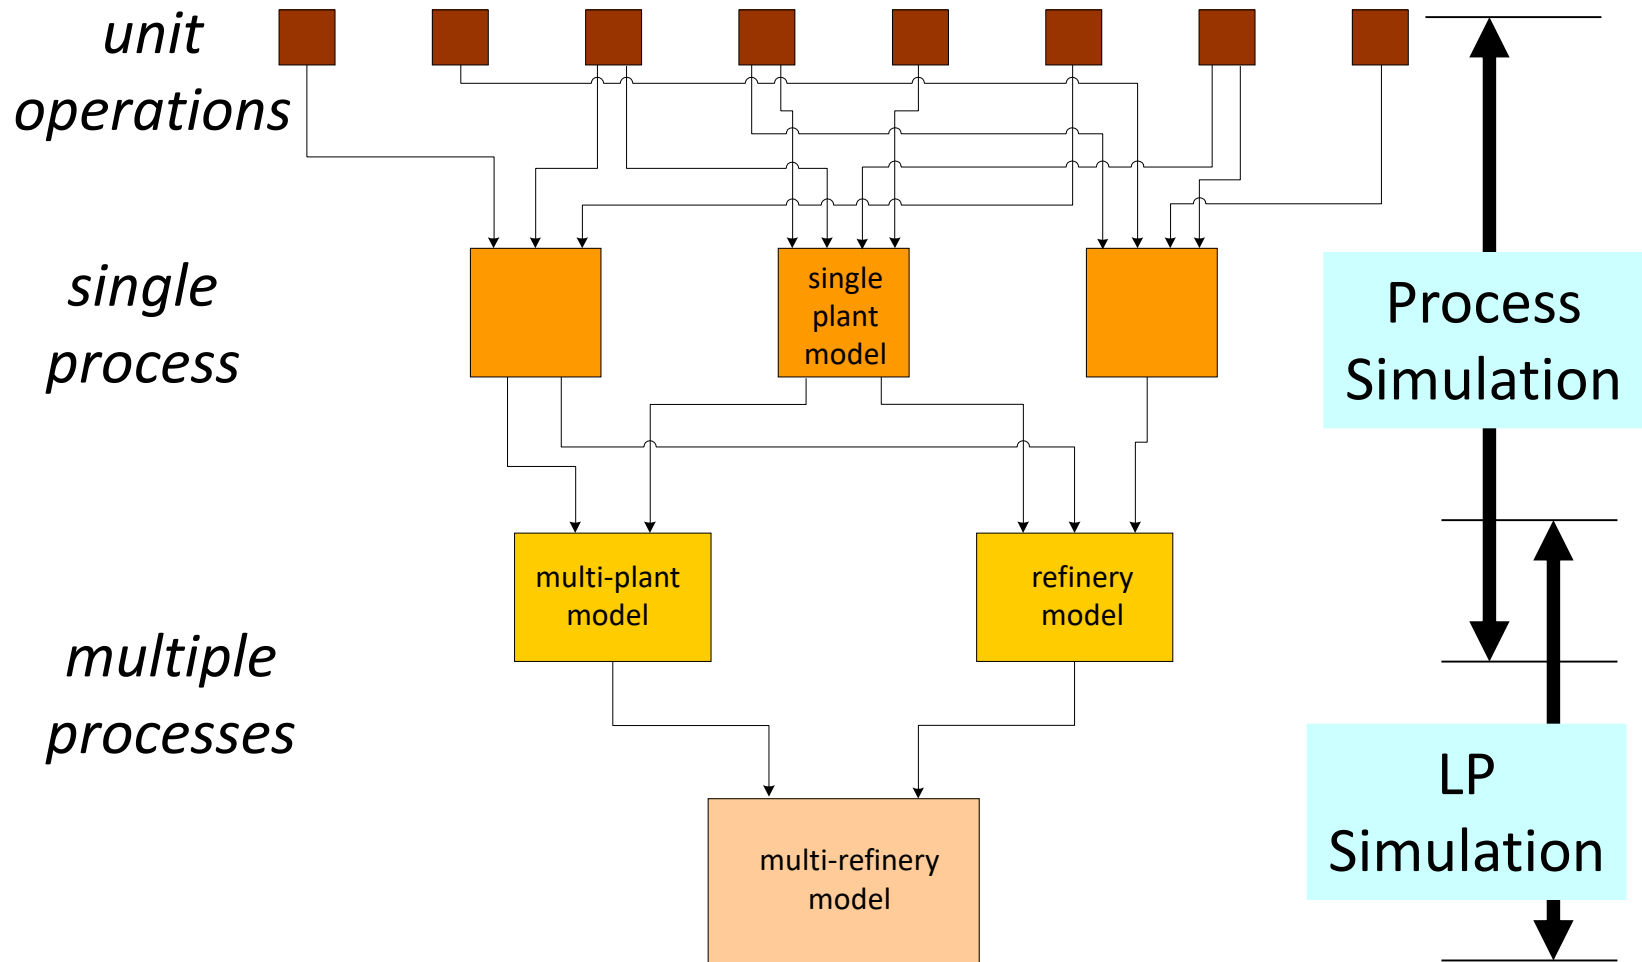 unit
operations
single
process
single
plant
model
Process
Simulation
multi-plant
model
refinery
model
multiple
processes
LP
Simulation
multi-refinery
model